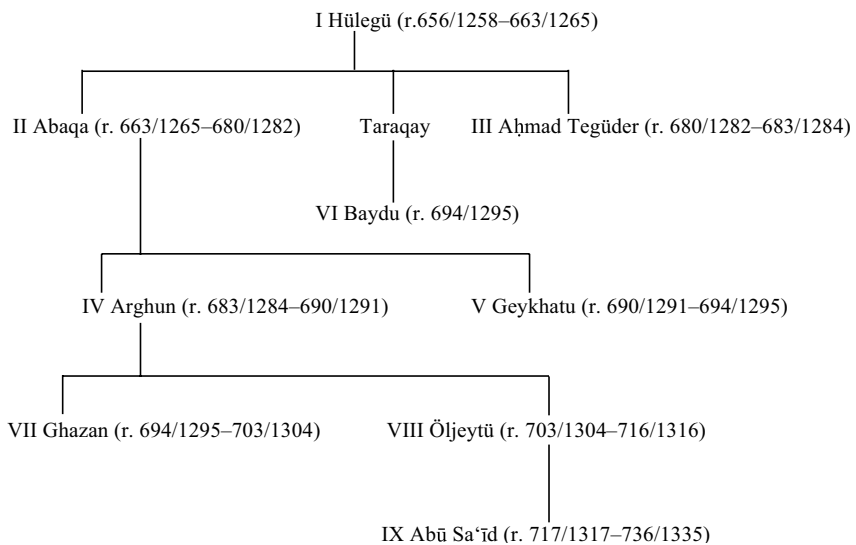 I Hülegü (r.656/1258–663/1265)
II Abaqa (r. 663/1265–680/1282) Taraqay III Aḥmad Tegüder (r. 680/1282–683/1284)
VI Baydu (r. 694/1295)
IV Arghun (r. 683/1284–690/1291) V Geykhatu (r. 690/1291–694/1295)
VII Ghazan (r. 694/1295–703/1304) VIII Öljeytü (r. 703/1304–716/1316)
IX Abū Sa‘īd (r. 717/1317–736/1335)